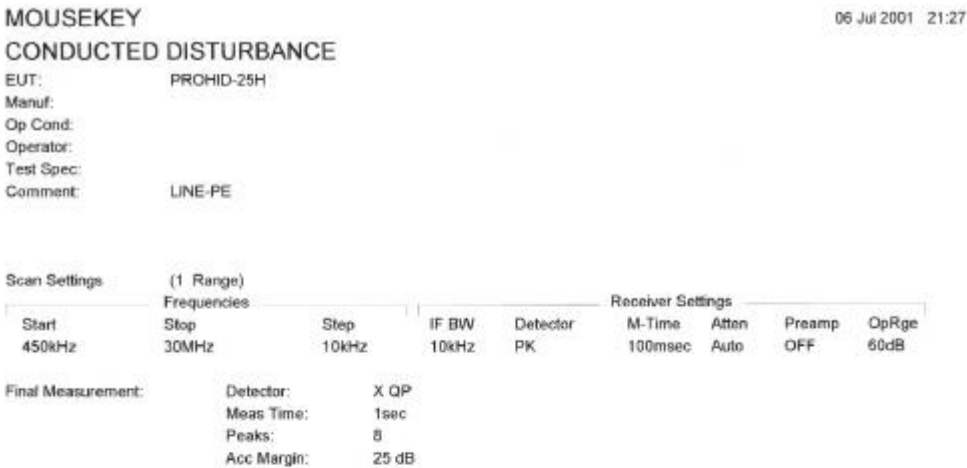 MOUSEKEY 06 Jul 2001 21:27
CONDUCTED DISTURBANCE
EUT: PROHID-25H
Manuf:
Op Cond:
Operator:
Test Spec:
Comment: LINE-PE
Scan Settings (1 Range)
Frequencies Receiver Settings
Start Stop Step IF BW Detector M-Time Atten Preamp OpRge
450kHz 30MHz 10kHz 10kHz PK 100msec Auto OFF 60dB
Final Measurement: Detector: X QP
Meas Time: 1sec
Peaks: 8
Acc Margin: 25 dB